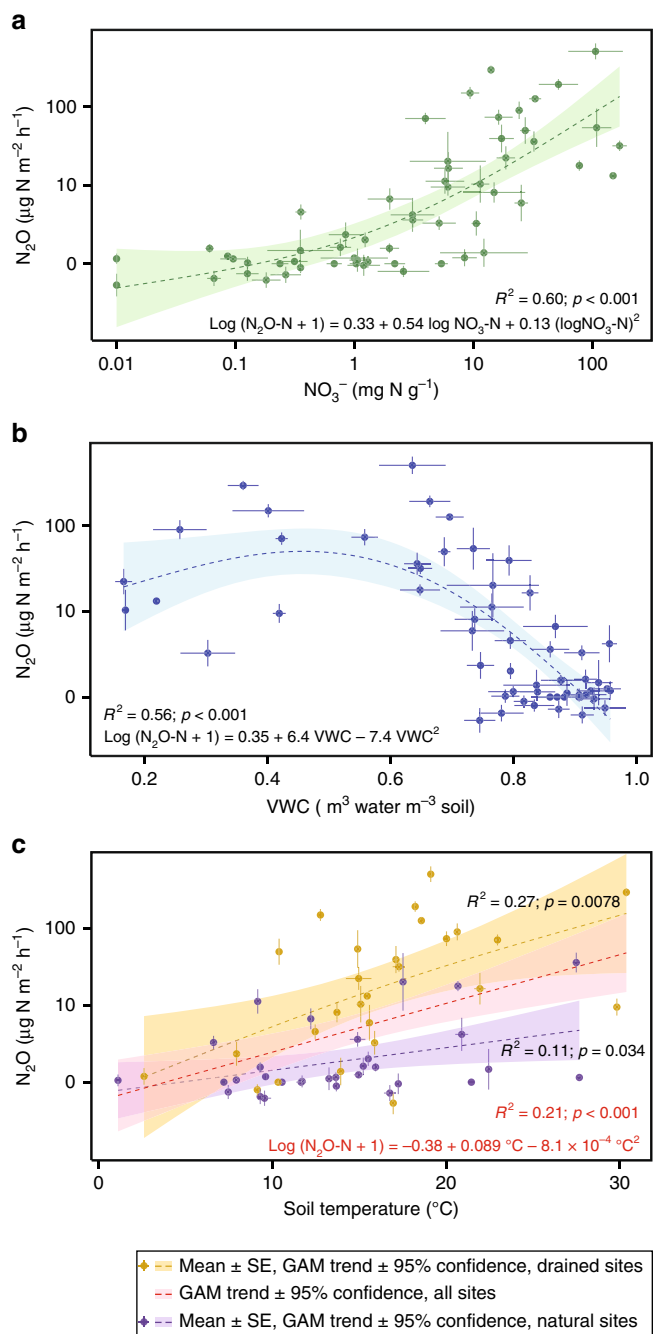 a
N₂O (µg N m⁻² h⁻¹)
100
10
0
R² = 0.60; p < 0.001
Log (N₂O-N + 1) = 0.33 + 0.54 log NO₃-N + 0.13 (logNO₃-N)²
0.01 0.1 1 10 100
NO₃⁻ (mg N g⁻¹)
b
N₂O (µg N m⁻² h⁻¹)
100
10
0
R² = 0.56; p < 0.001
Log (N₂O-N + 1) = 0.35 + 6.4 VWC − 7.4 VWC²
0.2 0.4 0.6 0.8 1.0
VWC ( m³ water m⁻³ soil)
c
N₂O (µg N m⁻² h⁻¹)
100
10
0
R² = 0.27; p = 0.0078
R² = 0.11; p = 0.034
R² = 0.21; p < 0.001
Log (N₂O-N + 1) = −0.38 + 0.089 °C − 8.1 × 10⁻⁴ °C²
0 10 20 30
Soil temperature (°C)
Mean ± SE, GAM trend ± 95% confidence, drained sites
GAM trend ± 95% confidence, all sites
Mean ± SE, GAM trend ± 95% confidence, natural sites